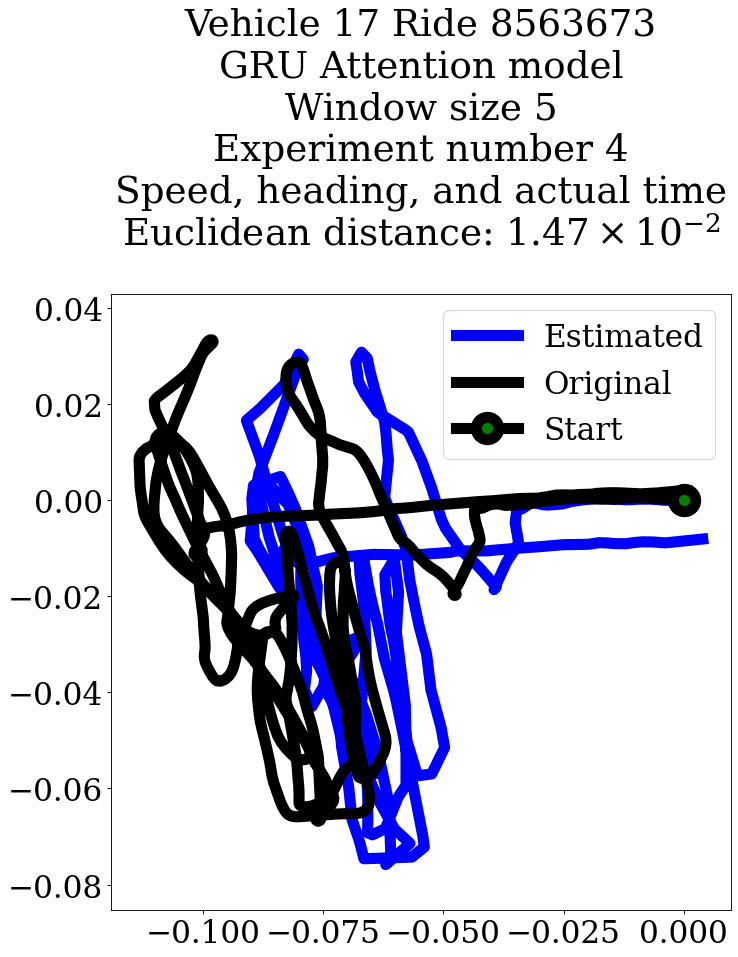 Vehicle 17 Ride 8563673
GRU Attention model
Window size 5
Experiment number 4
Speed, heading, and actual time
Euclidean distance: 1.47 × 10⁻²
0.04
0.02
0.00
−0.02
−0.04
−0.06
−0.08
Estimated
Original
Start
−0.100 −0.075 −0.050 −0.025 0.000